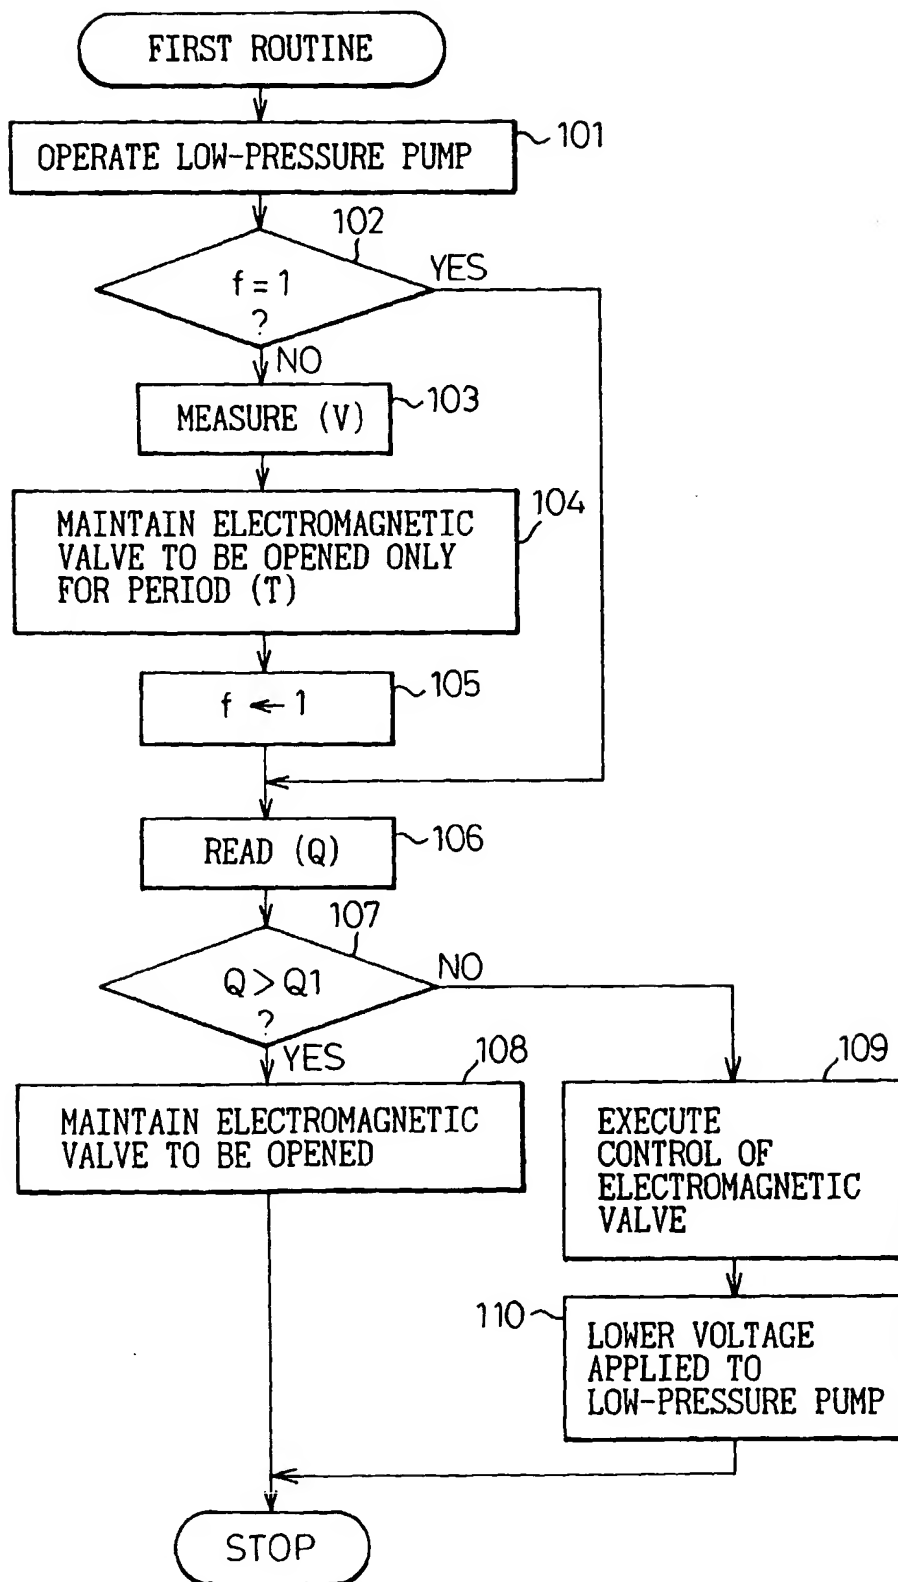 FIRST ROUTINE
OPERATE LOW-PRESSURE PUMP
101
102
f = 1
?
YES
NO
MEASURE (V)
103
MAINTAIN ELECTROMAGNETIC
VALVE TO BE OPENED ONLY
FOR PERIOD (T)
104
f ← 1
105
READ (Q)
106
107
Q > Q1
?
NO
YES
108
MAINTAIN ELECTROMAGNETIC
VALVE TO BE OPENED
109
EXECUTE
CONTROL OF
ELECTROMAGNETIC
VALVE
110
LOWER VOLTAGE
APPLIED TO
LOW-PRESSURE PUMP
STOP